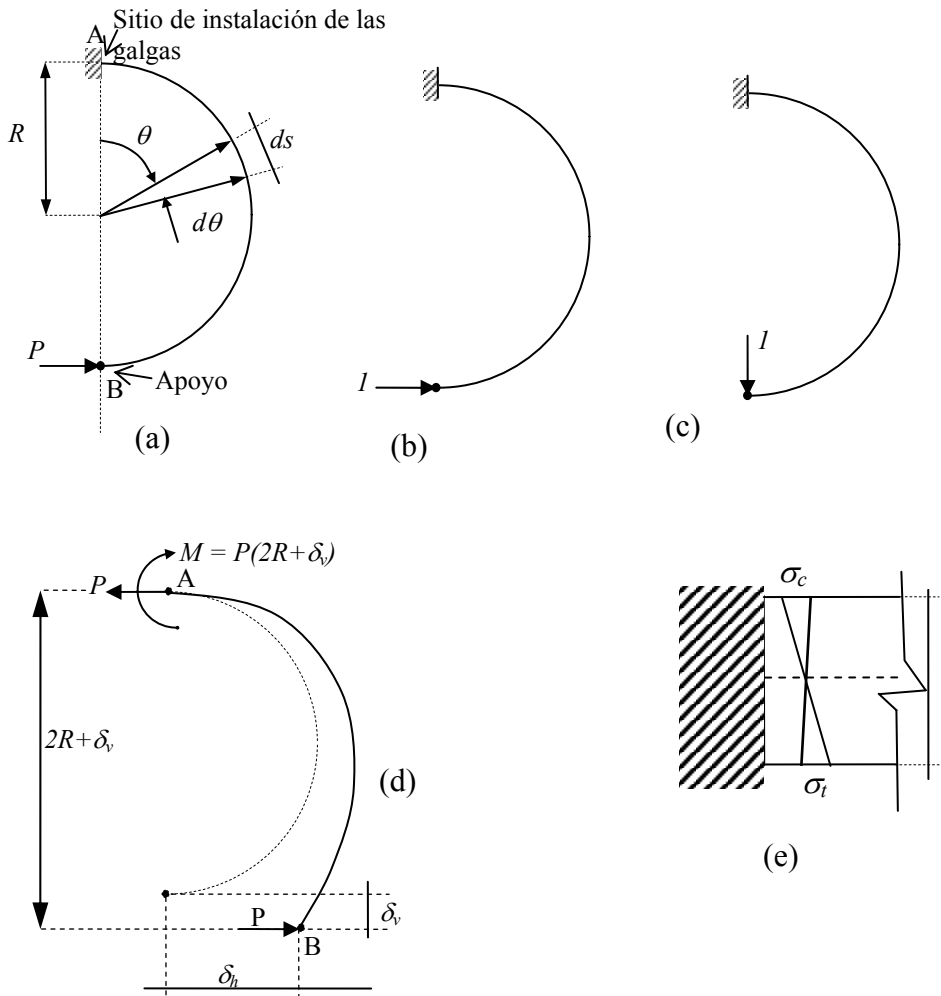 Sitio de instalación de las
A galgas
R
θ
ds
dθ
P
B
Apoyo
(a)
1
(b)
1
(c)
M = P(2R+δv)
P
A
2R+δv
(d)
P
B
δv
δh
σc
σt
(e)